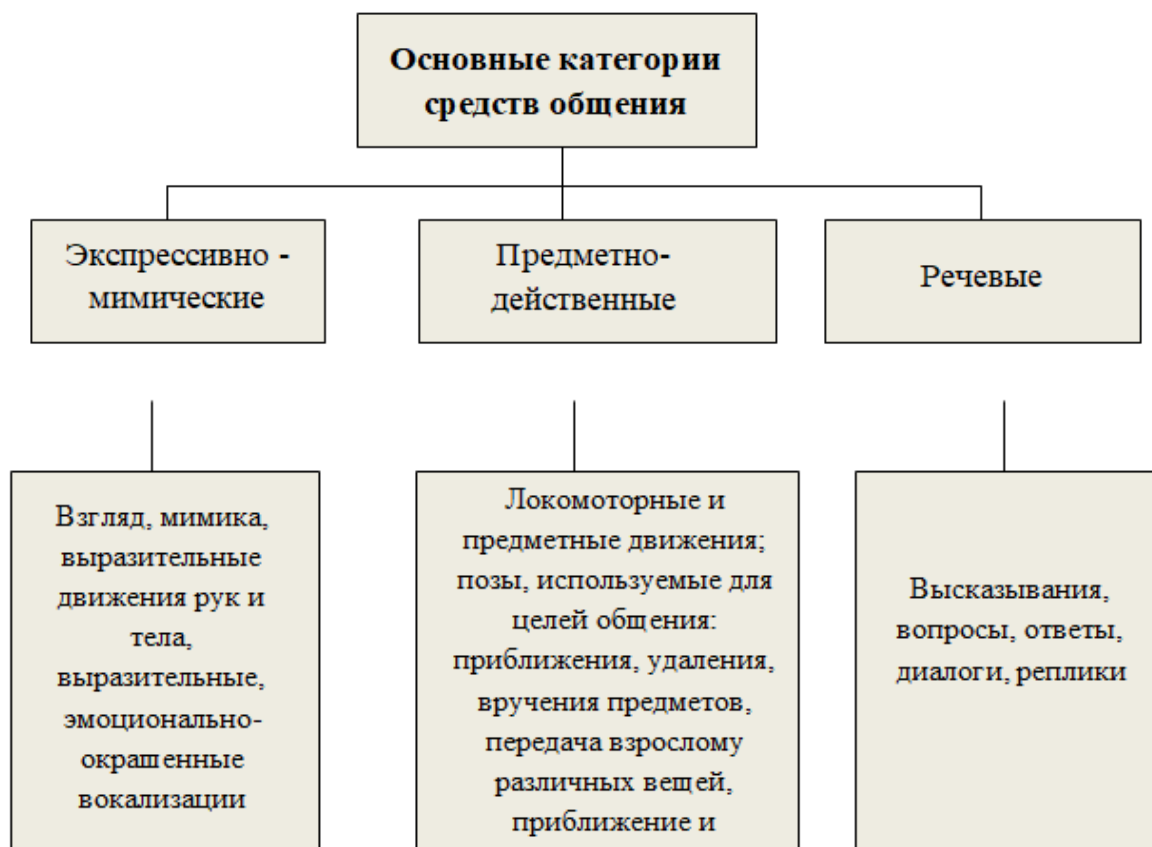 Основные категории
средств общения
Экспрессивно -
мимические
Предметно-
действенные
Речевые
Взгляд, мимика,
выразительные
движения рук и
тела,
выразительные,
эмоционально-
окрашенные
вокализации
Локомоторные и
предметные движения;
позы, используемые для
целей общения:
приближения, удаления,
вручения предметов,
передача взрослому
различных вещей,
приближение и
Высказывания,
вопросы, ответы,
диалоги, реплики